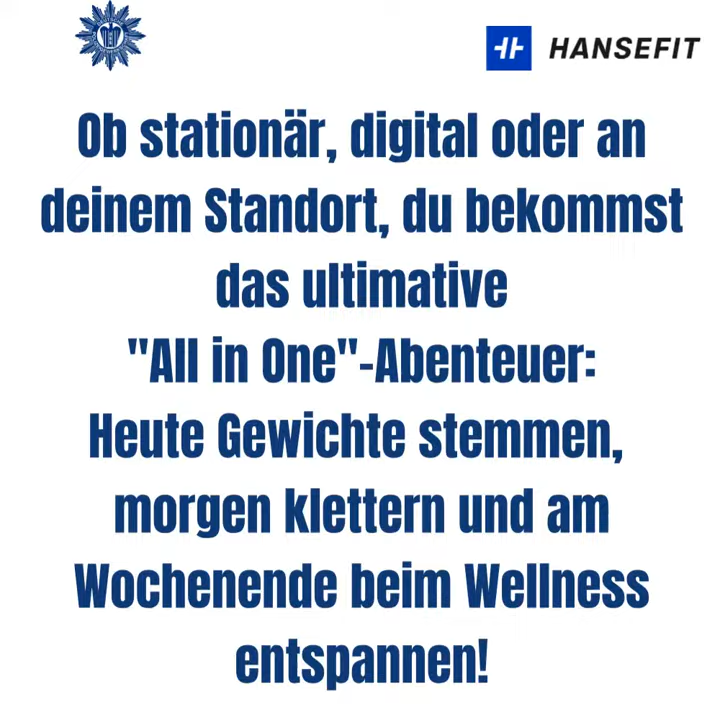 HANSEFIT
Ob stationär, digital oder an
deinem Standort, du bekommst
das ultimative
"All in One"-Abenteuer:
Heute Gewichte stemmen,
morgen klettern und am
Wochenende beim Wellness
entspannen!